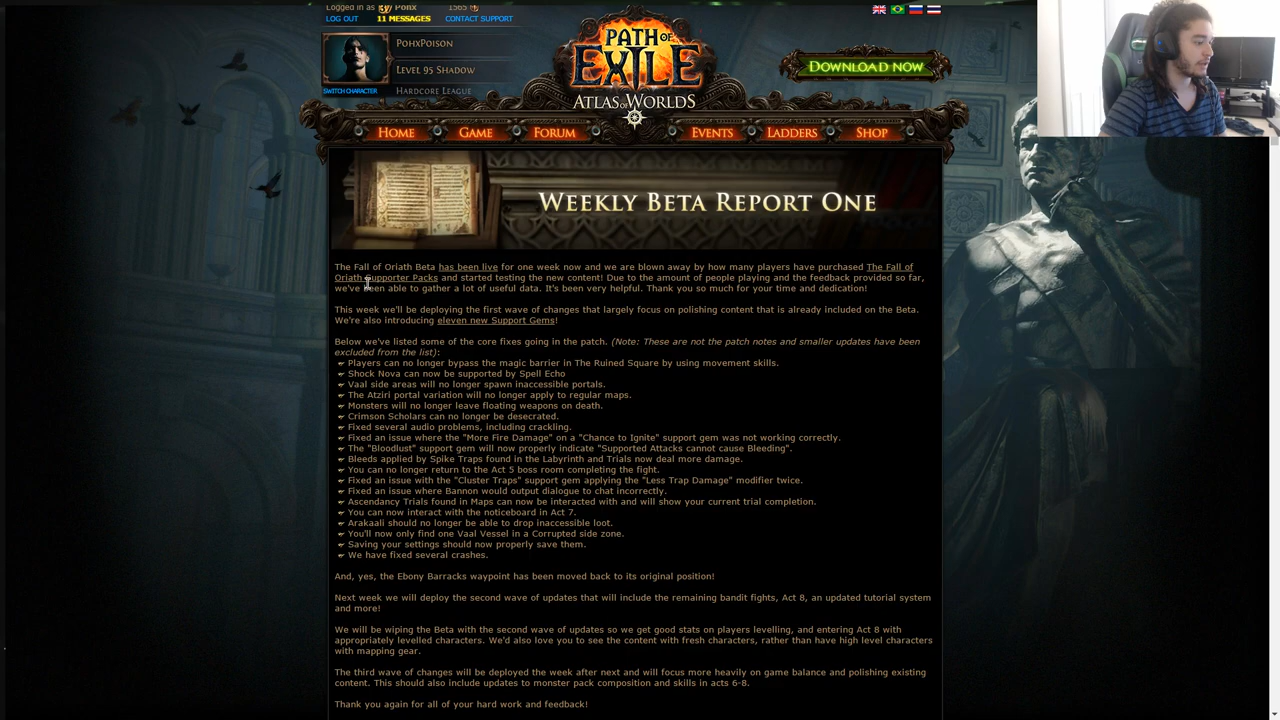 Logged in as Pohx 1565
LOG OUT 11 MESSAGES CONTACT SUPPORT
PohxPoison
Level 95 Shadow
SWITCH CHARACTER Hardcore League
PATH OF EXILE
ATLAS OF WORLDS
DOWNLOAD NOW
HOME GAME FORUM EVENTS LADDERS SHOP
WEEKLY BETA REPORT ONE
The Fall of Oriath Beta has been live for one week now and we are blown away by how many players have purchased The Fall of
Oriath Supporter Packs and started testing the new content! Due to the amount of people playing and the feedback provided so far,
we've been able to gather a lot of useful data. It's been very helpful. Thank you so much for your time and dedication!
This week we'll be deploying the first wave of changes that largely focus on polishing content that is already included on the Beta.
We're also introducing eleven new Support Gems!
Below we've listed some of the core fixes going in the patch. (Note: These are not the patch notes and smaller updates have been
excluded from the list):
Players can no longer bypass the magic barrier in The Ruined Square by using movement skills.
Shock Nova can now be supported by Spell Echo
Vaal side areas will no longer spawn inaccessible portals.
The Atziri portal variation will no longer apply to regular maps.
Monsters will no longer leave floating weapons on death.
Crimson Scholars can no longer be desecrated.
Fixed several audio problems, including crackling.
Fixed an issue where the "More Fire Damage" on a "Chance to Ignite" support gem was not working correctly.
The "Bloodlust" support gem will now properly indicate "Supported Attacks cannot cause Bleeding".
Bleeds applied by Spike Traps found in the Labyrinth and Trials now deal more damage.
You can no longer return to the Act 5 boss room completing the fight.
Fixed an issue with the "Cluster Traps" support gem applying the "Less Trap Damage" modifier twice.
Fixed an issue where Bannon would output dialogue to chat incorrectly.
Ascendancy Trials found in Maps can now be interacted with and will show your current trial completion.
You can now interact with the noticeboard in Act 7.
Arakaali should no longer be able to drop inaccessible loot.
You'll now only find one Vaal Vessel in a Corrupted side zone.
Saving your settings should now properly save them.
We have fixed several crashes.
And, yes, the Ebony Barracks waypoint has been moved back to its original position!
Next week we will deploy the second wave of updates that will include the remaining bandit fights, Act 8, an updated tutorial system
and more!
We will be wiping the Beta with the second wave of updates so we get good stats on players levelling, and entering Act 8 with
appropriately levelled characters. We'd also love you to see the content with fresh characters, rather than have high level characters
with mapping gear.
The third wave of changes will be deployed the week after next and will focus more heavily on game balance and polishing existing
content. This should also include updates to monster pack composition and skills in acts 6-8.
Thank you again for all of your hard work and feedback!